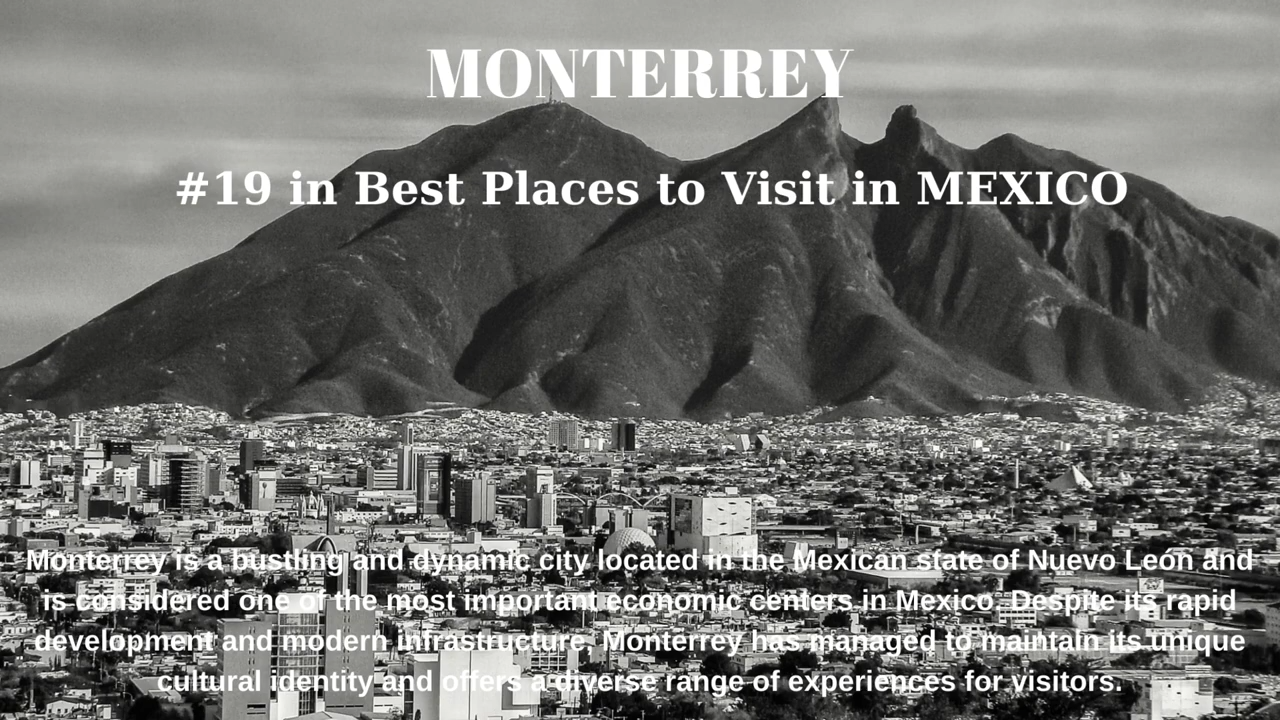 MONTERREY
#19 in Best Places to Visit in MEXICO
Monterrey is a bustling and dynamic city located in the Mexican state of Nuevo León and
is considered one of the most important economic centers in Mexico. Despite its rapid
development and modern infrastructure, Monterrey has managed to maintain its unique
cultural identity and offers a diverse range of experiences for visitors.